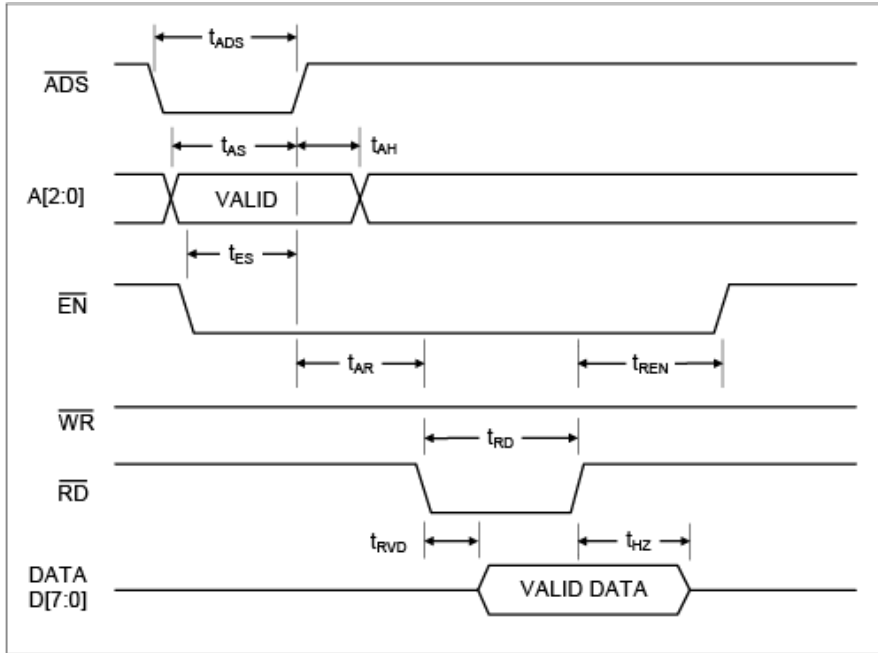 tADS
ADS
tAS
tAH
A[2:0]
VALID
tES
EN
tAR
tREN
WR
tRD
RD
tRVD
tHZ
DATA
D[7:0]
VALID DATA